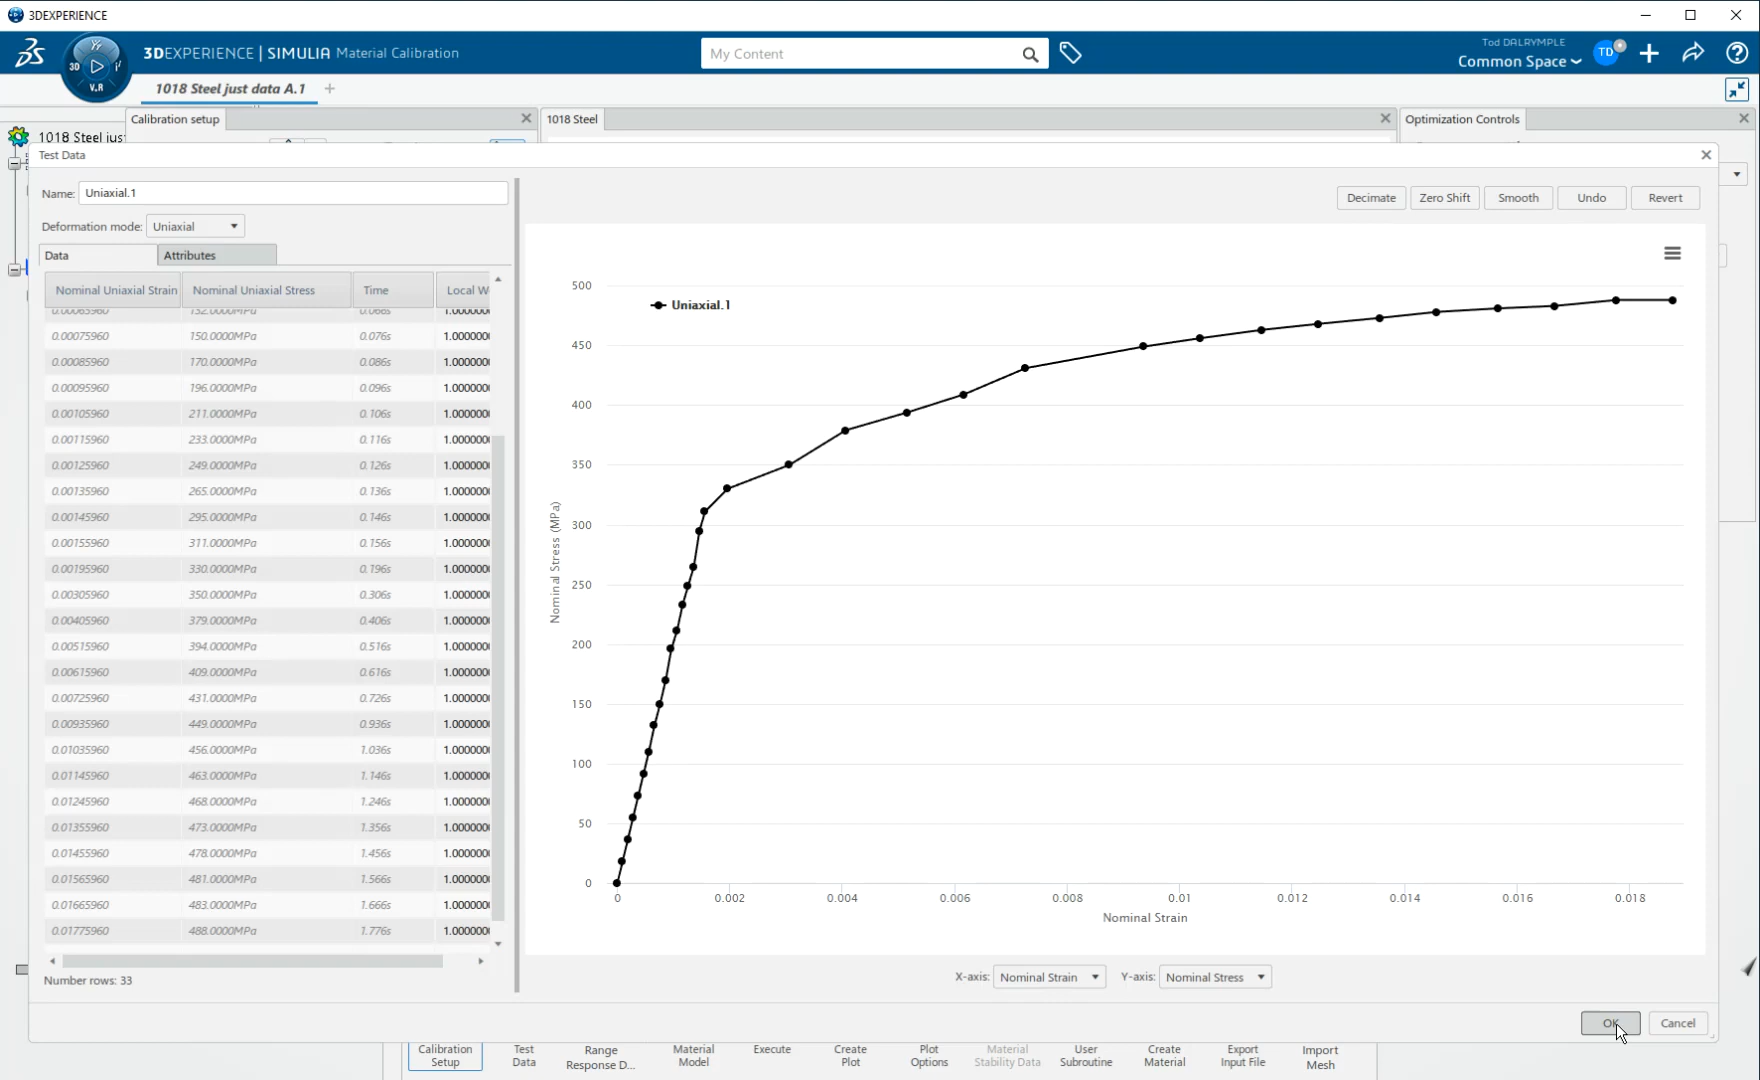 3DEXPERIENCE
3DEXPERIENCE | SIMULIA Material Calibration
3D
V.R
My Content
Tod DALRYMPLE
Common Space
TD
1018 Steel just data A.1
+
1018 Steel jus
Calibration setup
1018 Steel
Optimization Controls
Test Data
Name: Uniaxial.1
Deformation mode: Uniaxial
Data Attributes
Decimate Zero Shift Smooth Undo Revert
Nominal Uniaxial Strain Nominal Uniaxial Stress Time Local W
0.00065960 132.0000MPa 0.066s 1.0000000
0.00075960 150.0000MPa 0.076s 1.000000
0.00085960 170.0000MPa 0.086s 1.000000
0.00095960 196.0000MPa 0.096s 1.000000
0.00105960 211.0000MPa 0.106s 1.000000
0.00115960 233.0000MPa 0.116s 1.000000
0.00125960 249.0000MPa 0.126s 1.000000
0.00135960 265.0000MPa 0.136s 1.000000
0.00145960 295.0000MPa 0.146s 1.000000
0.00155960 311.0000MPa 0.156s 1.000000
0.00195960 330.0000MPa 0.196s 1.000000
0.00305960 350.0000MPa 0.306s 1.000000
0.00405960 379.0000MPa 0.406s 1.000000
0.00515960 394.0000MPa 0.516s 1.000000
0.00615960 409.0000MPa 0.616s 1.000000
0.00725960 431.0000MPa 0.726s 1.000000
0.00935960 449.0000MPa 0.936s 1.000000
0.01035960 456.0000MPa 1.036s 1.000000
0.01145960 463.0000MPa 1.146s 1.000000
0.01245960 468.0000MPa 1.246s 1.000000
0.01355960 473.0000MPa 1.356s 1.000000
0.01455960 478.0000MPa 1.456s 1.000000
0.01565960 481.0000MPa 1.566s 1.000000
0.01665960 483.0000MPa 1.666s 1.000000
0.01775960 488.0000MPa 1.776s 1.000000
Number rows: 33
Uniaxial.1
500
450
400
350
300
250
200
150
100
50
0
Nominal Stress (MPa)
0 0.002 0.004 0.006 0.008 0.01 0.012 0.014 0.016 0.018
Nominal Strain
X-axis: Nominal Strain Y-axis: Nominal Stress
OK Cancel
Calibration Setup
Test Data
Range Response D...
Material Model
Execute
Create Plot
Plot Options
Material Stability Data
User Subroutine
Create Material
Export Input File
Import Mesh